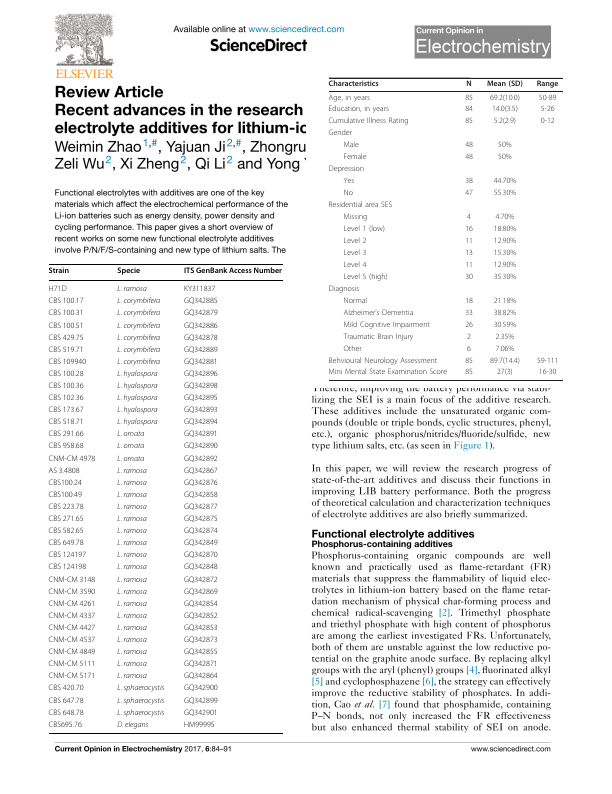 Available online at www.sciencedirect.com
ScienceDirect
Current Opinion in
Electrochemistry
ELSEVIER
Review Article
Recent advances in the research
electrolyte additives for lithium-ic
Weimin Zhao1,#, Yajuan Ji2,#, Zhongru
Zeli Wu2, Xi Zheng2, Qi Li2 and Yong
Functional electrolytes with additives are one of the key
materials which affect the electrochemical performance of the
Li-ion batteries such as energy density, power density and
cycling performance. This paper gives a short overview of
recent works on some new functional electrolyte additives
involve P/N/F/S-containing and new type of lithium salts. The
Strain Specie ITS GenBank Access Number
H71D L. ramosa KY311837
CBS 100.17 L. corymbifera GQ342885
CBS 100.31 L. corymbifera GQ342879
CBS 100.51 L. corymbifera GQ342886
CBS 429.75 L. corymbifera GQ342878
CBS 519.71 L. corymbifera GQ342889
CBS 109940 L. corymbifera GQ342881
CBS 100.28 L. hyalospora GQ342896
CBS 100.36 L. hyalospora GQ342898
CBS 102.36 L. hyalospora GQ342895
CBS 173.67 L. hyalospora GQ342893
CBS 518.71 L. hyalospora GQ342894
CBS 291.66 L. ornata GQ342891
CBS 958.68 L. ornata GQ342890
CNM-CM 4978 L. ornata GQ342892
AS 3.4808 L. ramosa GQ342867
CBS100.24 L. ramosa GQ342876
CBS100.49 L. ramosa GQ342858
CBS 223.78 L. ramosa GQ342877
CBS 271.65 L. ramosa GQ342875
CBS 582.65 L. ramosa GQ342874
CBS 649.78 L. ramosa GQ342849
CBS 124197 L. ramosa GQ342870
CBS 124198 L. ramosa GQ342848
CNM-CM 3148 L. ramosa GQ342872
CNM-CM 3590 L. ramosa GQ342869
CNM-CM 4261 L. ramosa GQ342854
CNM-CM 4337 L. ramosa GQ342852
CNM-CM 4427 L. ramosa GQ342853
CNM-CM 4537 L. ramosa GQ342873
CNM-CM 4849 L. ramosa GQ342855
CNM-CM 5111 L. ramosa GQ342871
CNM-CM 5171 L. ramosa GQ342864
CBS 420.70 L. sphaerocystis GQ342900
CBS 647.78 L. sphaerocystis GQ342899
CBS 648.78 L. sphaerocystis GQ342901
CBS695.76 D. elegans HM99995
Characteristics N Mean (SD) Range
Age, in years 85 69.2(10.0) 50-89
Education, in years 84 14.0(3.5) 5-26
Cumulative Illness Rating 85 5.2(2.9) 0-12
Gender
Male 48 50%
Female 48 50%
Depression
Yes 38 44.70%
No 47 55.30%
Residential area SES
Missing 4 4.70%
Level 1 (low) 16 18.80%
Level 2 11 12.90%
Level 3 13 15.30%
Level 4 11 12.90%
Level 5 (high) 30 35.30%
Diagnosis
Normal 18 21.18%
Alzheimer's Dementia 33 38.82%
Mild Cognitive Impairment 26 30.59%
Traumatic Brain Injury 2 2.35%
Other 6 7.06%
Behvioural Neurology Assessment 85 89.7(14.4) 59-111
Mini Mental State Examination Score 85 27(3) 16-30
Therefore, improving the battery performance via stabi-
lizing the SEI is a main focus of the additive research.
These additives include the unsaturated organic com-
pounds (double or triple bonds, cyclic structures, phenyl,
etc.), organic phosphorus/nitrides/fluoride/sulfide, new
type lithium salts, etc. (as seen in Figure 1).
In this paper, we will review the research progress of
state-of-the-art additives and discuss their functions in
improving LIB battery performance. Both the progress
of theoretical calculation and characterization techniques
of electrolyte additives are also briefly summarized.
Functional electrolyte additives
Phosphorus-containing additives
Phosphorus-containing organic compounds are well
known and practically used as flame-retardant (FR)
materials that suppress the flammability of liquid elec-
trolytes in lithium-ion battery based on the flame retar-
dation mechanism of physical char-forming process and
chemical radical-scavenging [2]. Trimethyl phosphate
and triethyl phosphate with high content of phosphorus
are among the earliest investigated FRs. Unfortunately,
both of them are unstable against the low reductive po-
tential on the graphite anode surface. By replacing alkyl
groups with the aryl (phenyl) groups [4], fluorinated alkyl
[5] and cyclophosphazene [6], the strategy can effectively
improve the reductive stability of phosphates. In addi-
tion, Cao et al. [7] found that phosphamide, containing
P–N bonds, not only increased the FR effectiveness
but also enhanced thermal stability of SEI on anode.
Current Opinion in Electrochemistry 2017, 6:84–91
www.sciencedirect.com